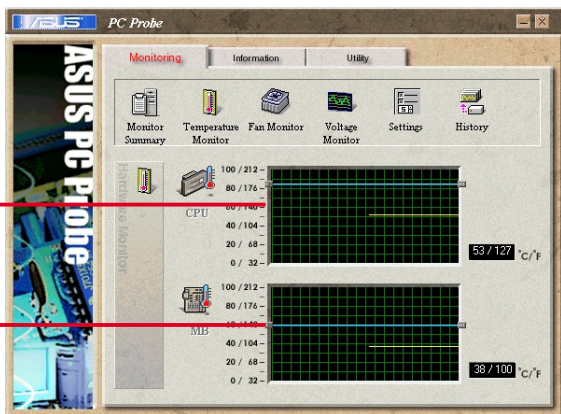 ASUS PC Probe
ASUS PC Probe
Monitoring Information Utility
Monitor Summary
Temperature Monitor
Fan Monitor
Voltage Monitor
Settings
History
Hardware Monitor
CPU
100 / 212
80 / 176
60 / 140
40 / 104
20 / 68
0 / 32
53 / 127 °C/°F
MB
100 / 212
80 / 176
40 / 104
20 / 68
0 / 32
38 / 100 °C/°F